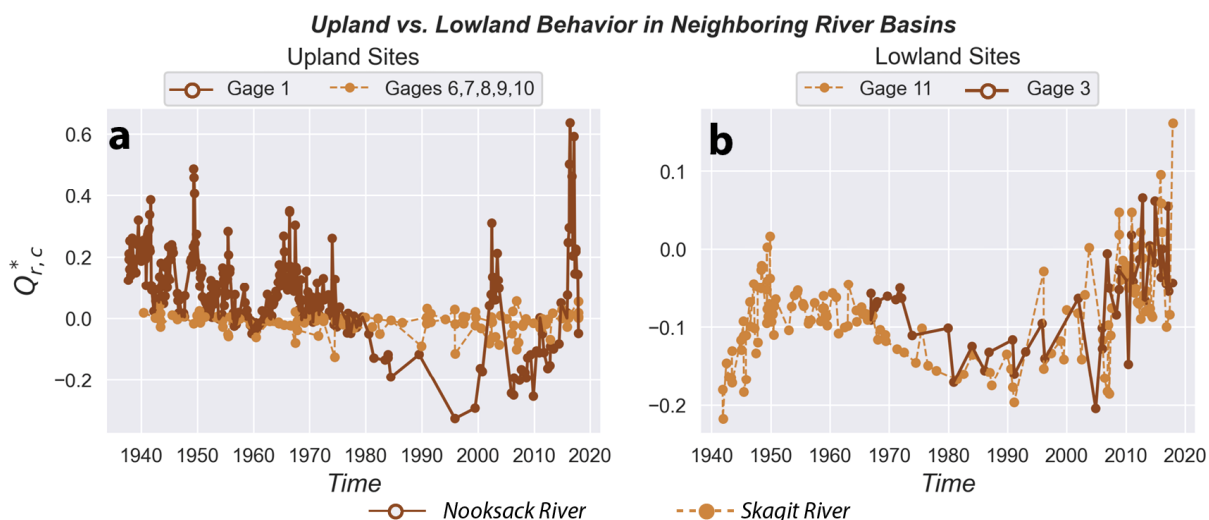 Upland vs. Lowland Behavior in Neighboring River Basins
Upland Sites
Gage 1 Gages 6,7,8,9,10
a
0.6
0.4
0.2
0.0
−0.2
Q*r, c
1940 1950 1960 1970 1980 1990 2000 2010 2020
Time
Lowland Sites
Gage 11 Gage 3
b
0.1
0.0
−0.1
−0.2
1940 1950 1960 1970 1980 1990 2000 2010 2020
Time
Nooksack River Skagit River